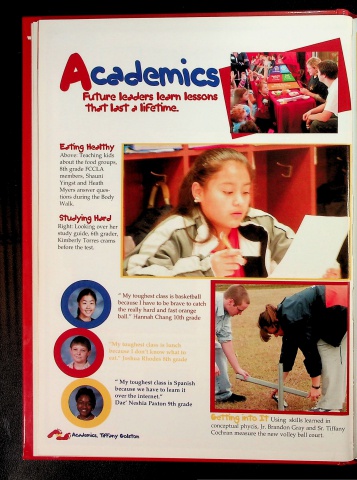 Academics
Future leaders learn lessons
that last a lifetime.
Eating Healthy
Above: Teaching kids
about the food groups,
8th grade FCCLA
members, Shauni
Yingst and Heath
Myers answer ques-
tions during the Body
Walk.
Studying Hard
Right: Looking over her
study guide, 6th grader,
Kimberly Torres crams
before the test.
" My toughest class is basketball
because I have to be brave to catch
the really hard and fast orange
ball." Hannah Chang 10th grade
"My toughest class is lunch
because I don't know what to
eat." Joshua Rhodes 8th grade
" My toughest class is Spanish
because we have to learn it
over the internet."
Dae' Neshia Paxton 9th grade
Getting into It Using skills learned in
conceptual physics, Jr. Brandon Gray and Sr. Tiffany
Cochran measure the new volley ball court.
Academics, Tiffany